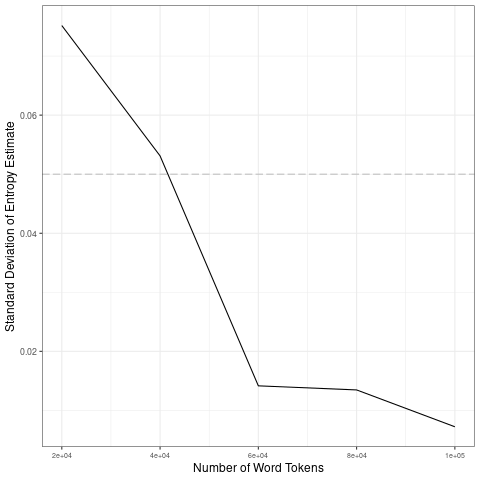 Standard Deviation of Entropy Estimate
0.06
0.04
0.02
2e+04 4e+04 6e+04 8e+04 1e+05
Number of Word Tokens